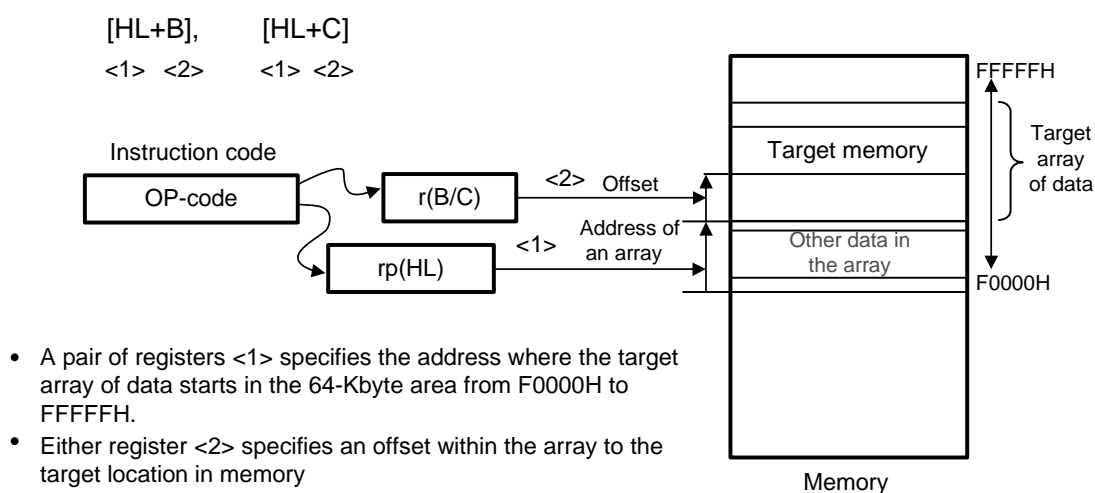 [HL+B], [HL+C]
<1> <2> <1> <2>
Instruction code
OP-code
r(B/C)
rp(HL)
<2> Offset
<1>
Address of
an array
Target memory
Other data in
the array
FFFFFH
Target
array
of data
F0000H
• A pair of registers <1> specifies the address where the target
array of data starts in the 64-Kbyte area from F0000H to
FFFFFH.
• Either register <2> specifies an offset within the array to the
target location in memory
Memory